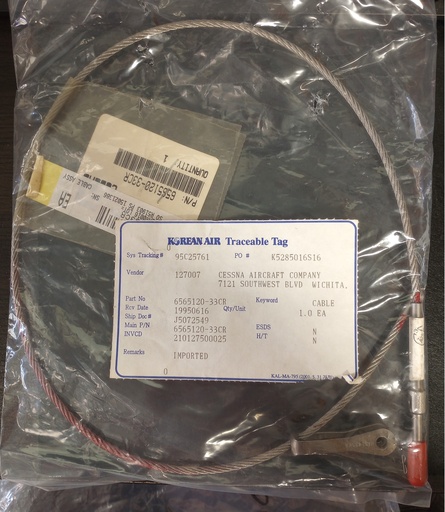 P/N: 6565120-33CR
QUANTITY: 1
EA
CABLE ASSY
KOREAN AIR Traceable Tag
Sys Tracking# 95C25761 PO # K5285016S16
Vendor 127007 CESSNA AIRCRAFT COMPANY
7121 SOUTHWEST BLVD WICHITA,
Part No 6565120-33CR Keyword CABLE
Rcv Date 19950616 Qty/Unit 1.0 EA
Ship Doc# J5072549
Main P/N 6565120-33CR ESDS N
INVCD 210127500025 H/T N
Remarks IMPORTED